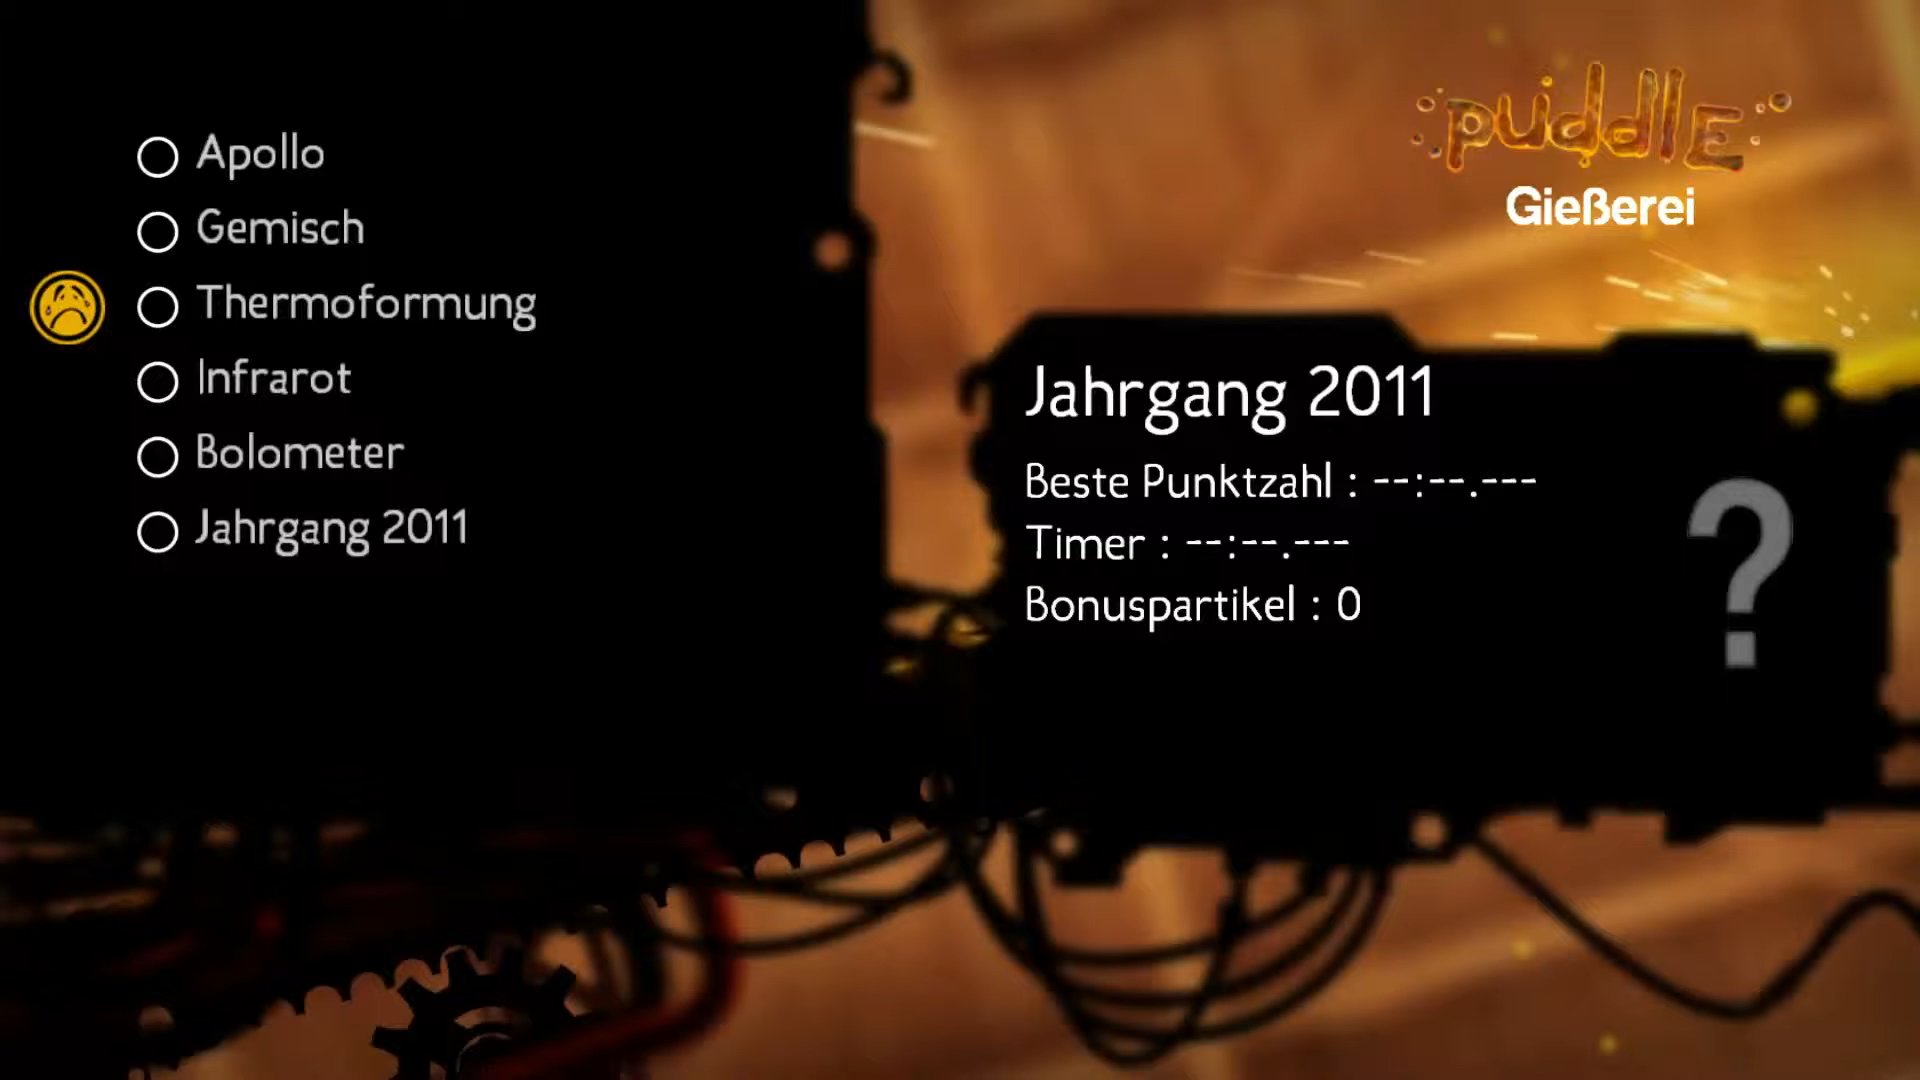 Apollo
Gemisch
Thermoformung
Infrarot
Bolometer
Jahrgang 2011
puddlE
Gießerei
Jahrgang 2011
Beste Punktzahl : --:--.---
Timer : --:--.---
Bonuspartikel : 0
?